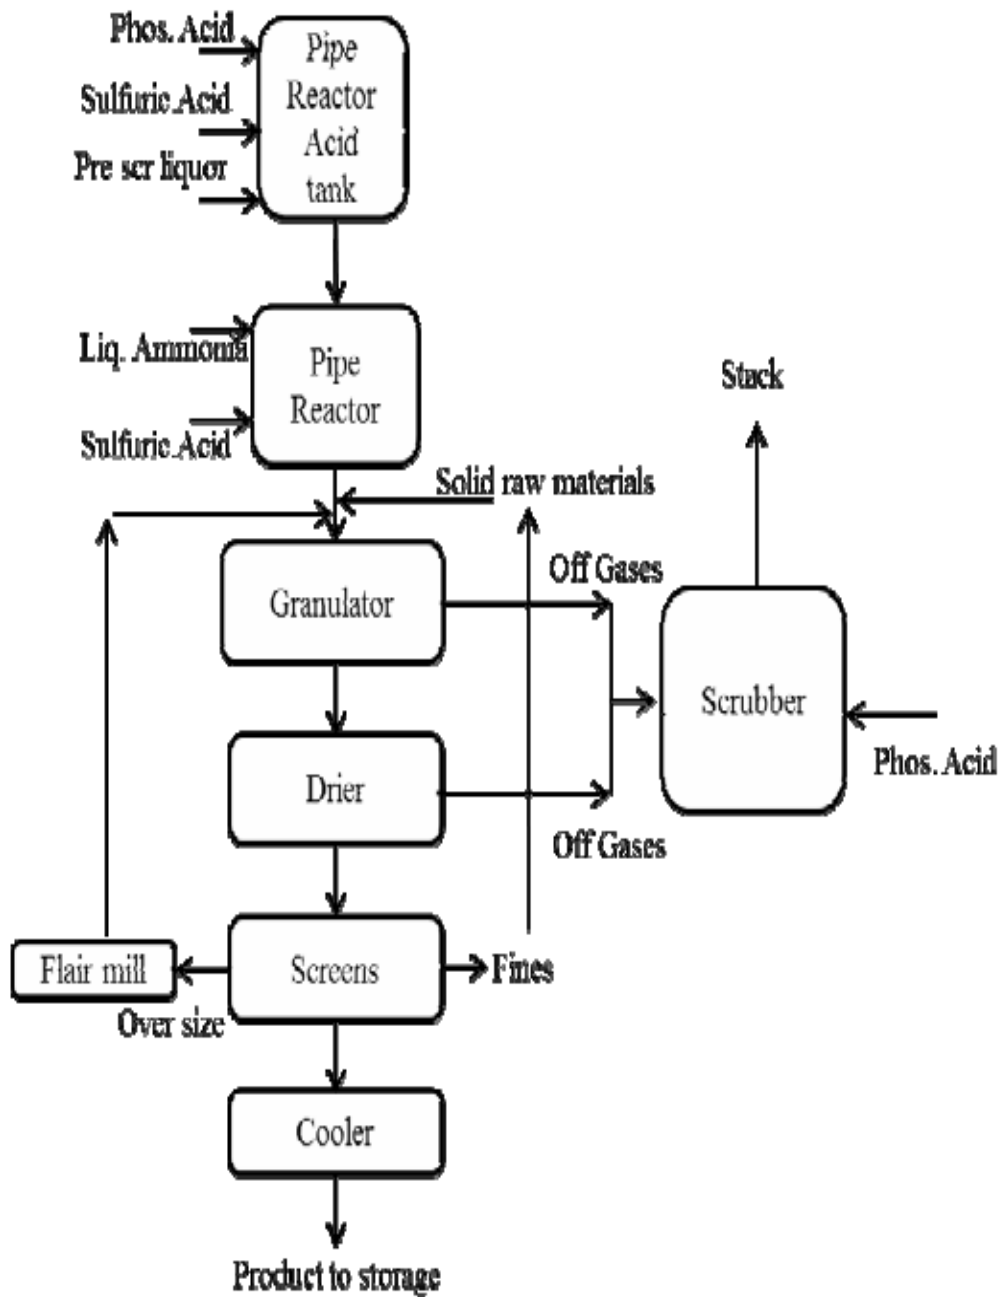 Phos. Acid
Sulfuric Acid
Pre scr liquor
Pipe
Reactor
Acid
tank
Liq. Ammonia
Sulfuric Acid
Pipe
Reactor
Solid raw materials
Stack
Granulator
Off Gases
Scrubber
Phos. Acid
Drier
Off Gases
Flair mill
Over size
Screens
Fines
Cooler
Product to storage